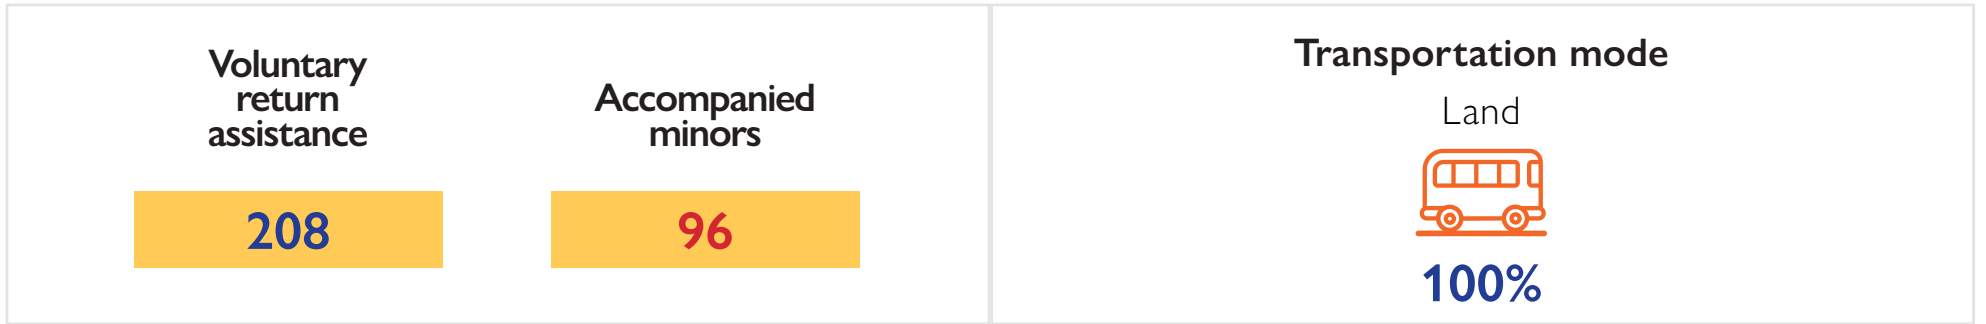 Voluntary
return
assistance
208
Accompanied
minors
96
Transportation mode
Land
100%